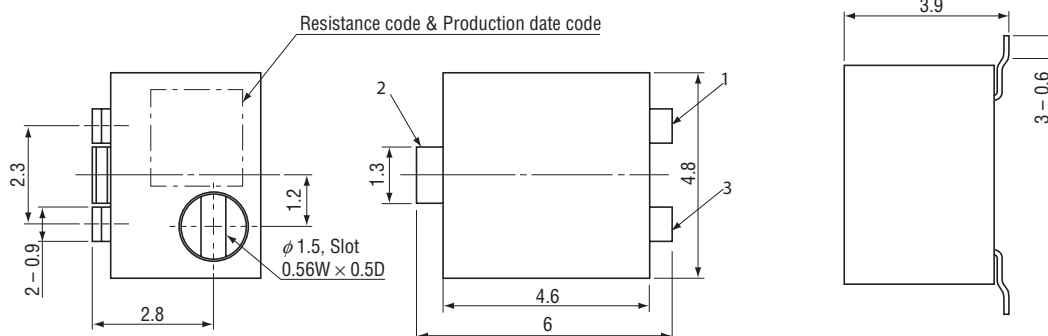 Resistance code & Production date code
3.9
3 – 0.6
2
1
2.3
1.2
1.3
4.8
3
φ 1.5, Slot
0.56W × 0.5D
2 – 0.9
2.8
4.6
6